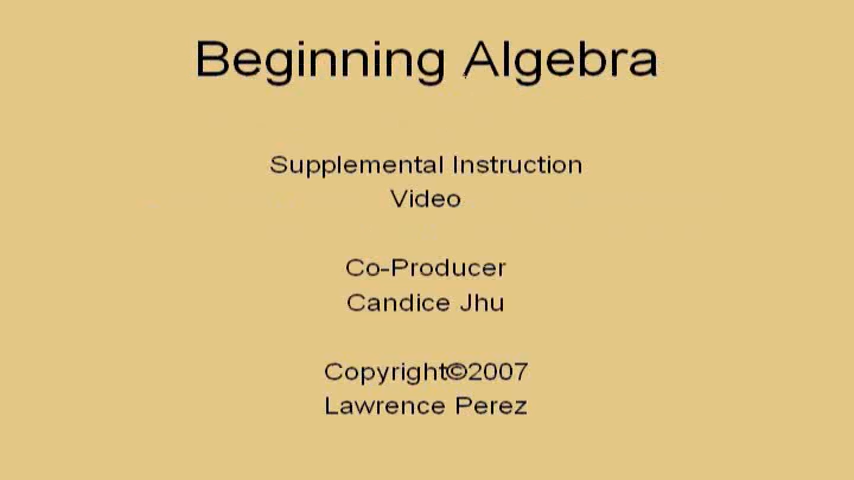 Beginning Algebra
Supplemental Instruction
Video
Co-Producer
Candice Jhu
Copyright©2007
Lawrence Perez